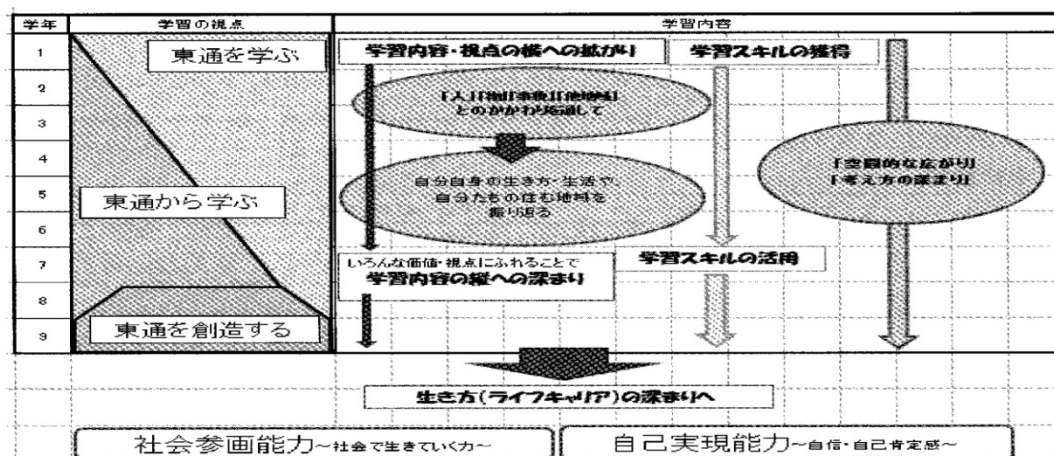 学年 学習の視点 学習内容
1
2
3
4
5
6
7
8
9
東通を学ぶ
東通から学ぶ
東通を創造する
学習内容・視点の横への拡がり
「人」「物」「事象」「他地域」
とのかかわりを通して
自分自身の生き方・生活や、
自分たちの住む地域を
振り返る
いろんな価値・視点にふれることで
学習内容の縦への深まり
学習スキルの獲得
学習スキルの活用
「空間的な広がり」
「考え方の深まり」
生き方(ライフキャリア)の深まりへ
社会参画能力~社会で生きていく力~
自己実現能力~自信・自己肯定感~